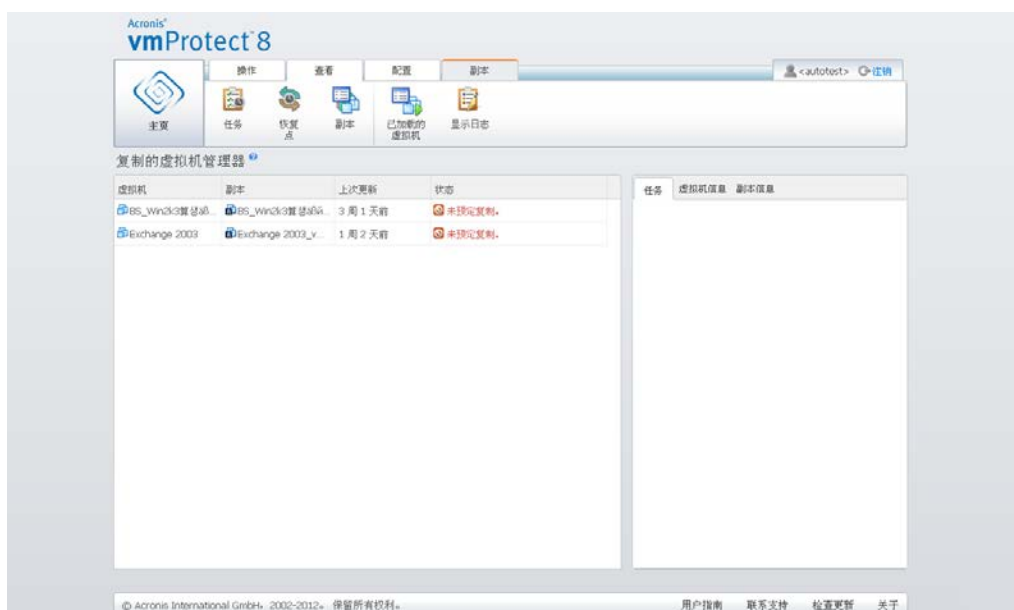 Acronis®
vmProtect™8
操作 查看 配置 副本
<autotest> 注销
主页
任务 恢复点 副本 已加载的虚拟机 显示日志
复制的虚拟机管理器
虚拟机 副本 上次更新 状态
BS_Win2k3 BS_Win2k3 3 周 1 天前 未预定复制。
Exchange 2003 Exchange 2003_v... 1 周 2 天前 未预定复制。
任务 虚拟机信息 副本信息
© Acronis International GmbH。 2002-2012。 保留所有权利。
用户指南 联系支持 检查更新 关于